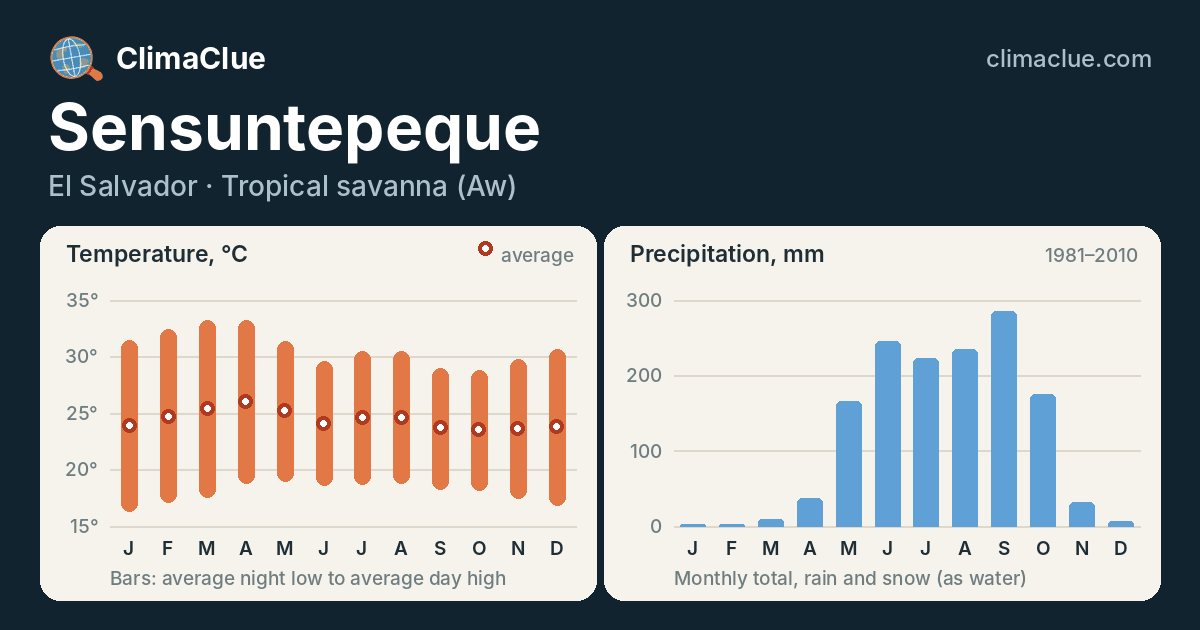 ClimaClue
climaclue.com
Sensuntepeque
El Salvador · Tropical savanna (Aw)
Temperature, °C
average
35°
30°
25°
20°
15°
J F M A M J J A S O N D
Bars: average night low to average day high
Precipitation, mm
1981–2010
300
200
100
0
J F M A M J J A S O N D
Monthly total, rain and snow (as water)